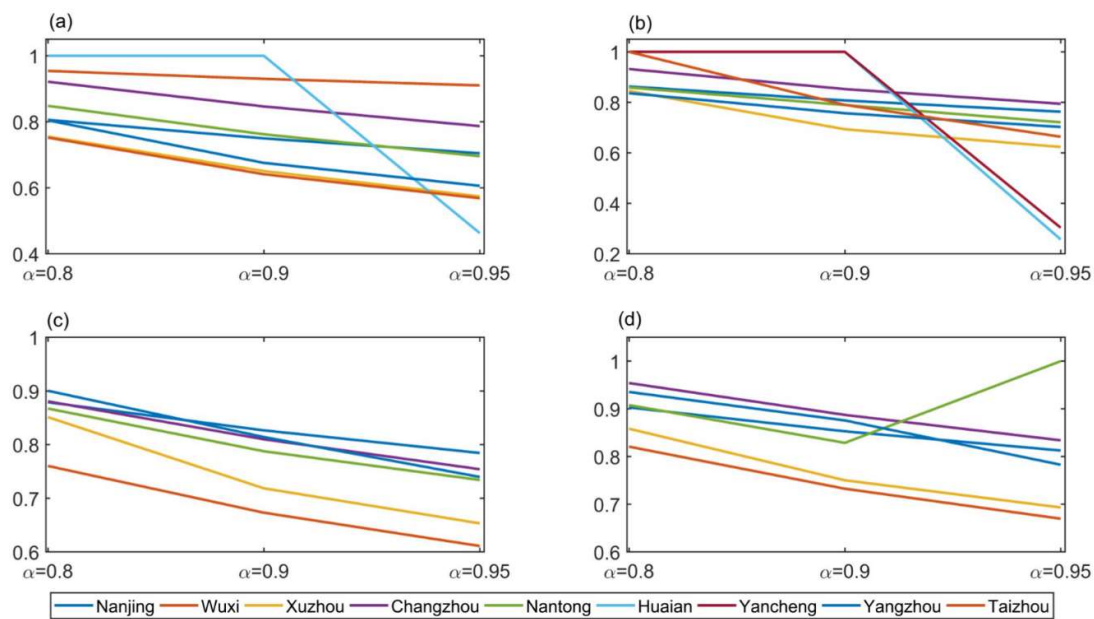 (a)
1
0.8
0.6
0.4
α=0.8 α=0.9 α=0.95
(b)
1
0.8
0.6
0.4
0.2
α=0.8 α=0.9 α=0.95
(c)
1
0.9
0.8
0.7
0.6
α=0.8 α=0.9 α=0.95
(d)
1
0.9
0.8
0.7
0.6
α=0.8 α=0.9 α=0.95
Nanjing Wuxi Xuzhou Changzhou Nantong Huaian Yancheng Yangzhou Taizhou